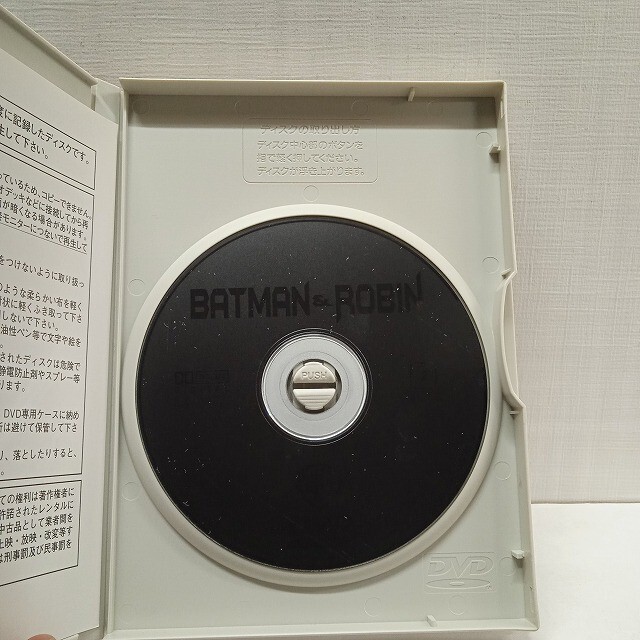 度に記録したディスクです。
生して下さい。
っているため、コピーできません。
オデッキなどに接続してから再
が暗くなる場合があります。
モニターにつないで再生して
をつけないように取り扱っ
のような柔らかい布を軽く
状に軽くふき取って下さ
しないで下さい。
油性ペン等で文字や絵を
されたディスクは危険で
静電防止剤やスプレー等
ります。
DVD専用ケースに納め
所は避けて保管して下さ
り、落としたりすると、
ての権利は著作権者に
許諾されたレンタルに
中古品として業者間を
上映・放映・改変等す
は刑事罰及び民事罰を
ディスクの取り出し方
ディスク中心部のボタンを
指で軽く押してください。
ディスクが浮き上がります。
BATMAN & ROBIN
PUSH
DVD